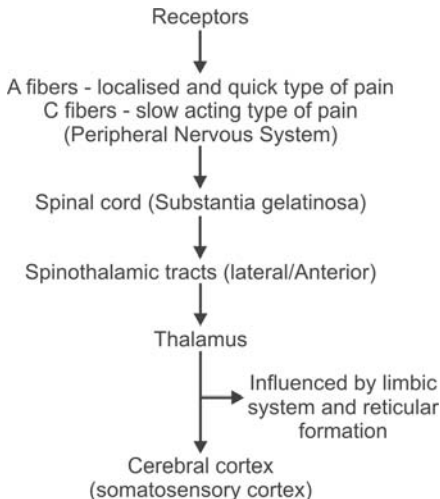 Receptors
A fibers - localised and quick type of pain
C fibers - slow acting type of pain
(Peripheral Nervous System)
Spinal cord (Substantia gelatinosa)
Spinothalamic tracts (lateral/Anterior)
Thalamus
Influenced by limbic
system and reticular
formation
Cerebral cortex
(somatosensory cortex)